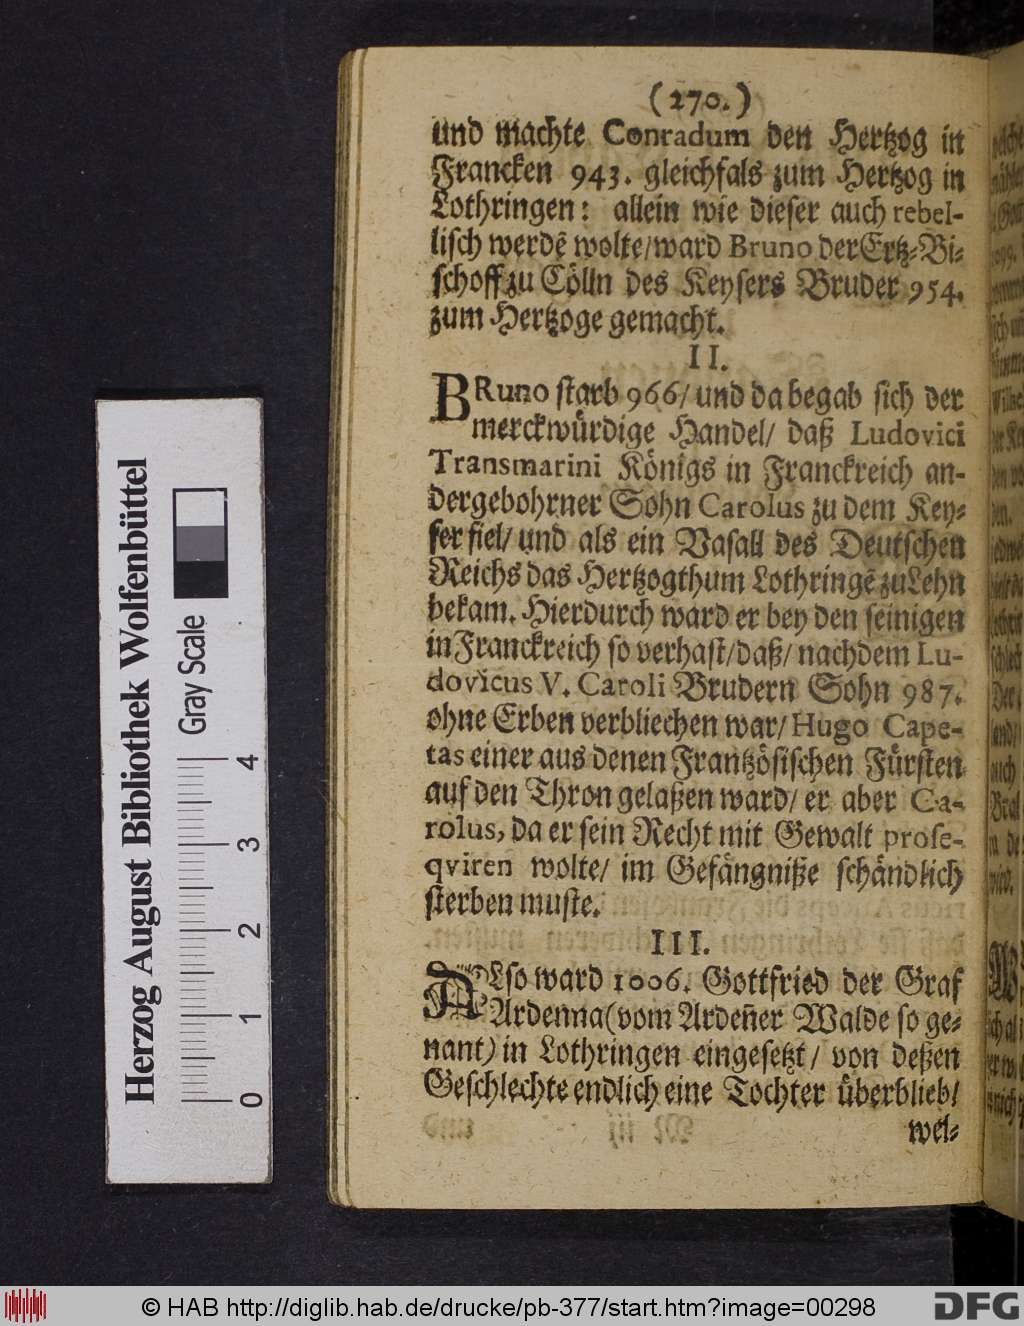 (270.)
und machte Conradum den Hertzog in
Francken 943. gleichfals zum Hertzog in
Lothringen: allein wie dieser auch rebel-
lisch werdẽ wolte/ward Bruno der Ertz-Bi-
schoff zu Cölln des Keysers Bruder 954.
zum Hertzoge gemacht.
II.
BRuno starb 966/ und da begab sich der
merckwürdige Handel/ daß Ludovici
Transmarini Königs in Franckreich an-
dergebohrner Sohn Carolus zu dem Key-
ser fiel/ und als ein Vasall des Deutschen
Reichs das Hertzogthum Lothringẽ zu Lehn
bekam. Hierdurch ward er bey den seinigen
in Franckreich so verhast/daß/ nachdem Lu-
dovicus V. Caroli Brudern Sohn 987.
ohne Erben verbliechen war/ Hugo Cape-
tas einer aus denen Frantzösischen Fürsten
auf den Thron gelaßen ward/ er aber Ca-
rolus, da er sein Recht mit Gewalt prose-
qviren wolte/ im Gefängniße schändlich
sterben muste.
III.
ALso ward 1006. Gottfried der Graf
Ardenna (vom Ardeñer Walde so ge-
nant) in Lothringen eingesetzt/ von deßen
Geschlechte endlich eine Tochter überblieb/
wel-
Herzog August Bibliothek Wolfenbüttel
Gray Scale
0 1 2 3 4
© HAB http://diglib.hab.de/drucke/pb-377/start.htm?image=00298
DFG